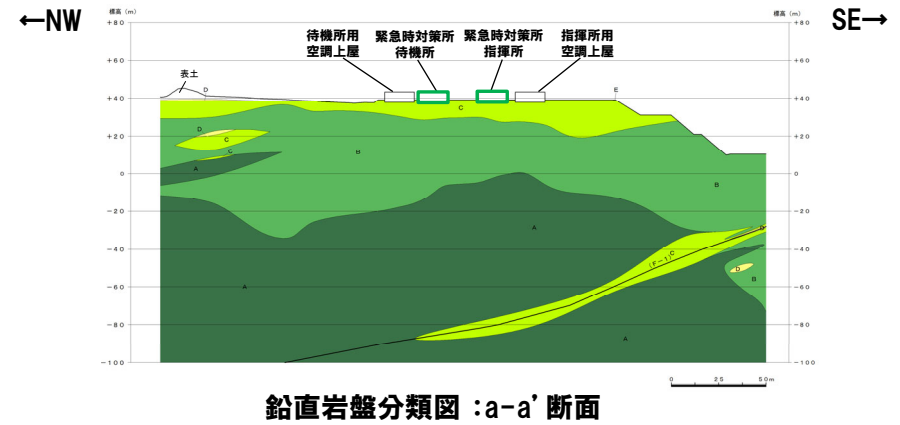 ←NW
SE→
標高(m)
標高(m)
+80
+60
+40
+20
0
-20
-40
-60
-80
-100
+80
+60
+40
+20
0
-20
-40
-60
-80
-100
待機所用
空調上屋
緊急時対策所
待機所
緊急時対策所
指揮所
指揮所用
空調上屋
表土
D
E
C
D
C
C
A
B
B
A
A
(F-1)
C
D
D
B
A
0 25 50m
鉛直岩盤分類図:a-a'断面